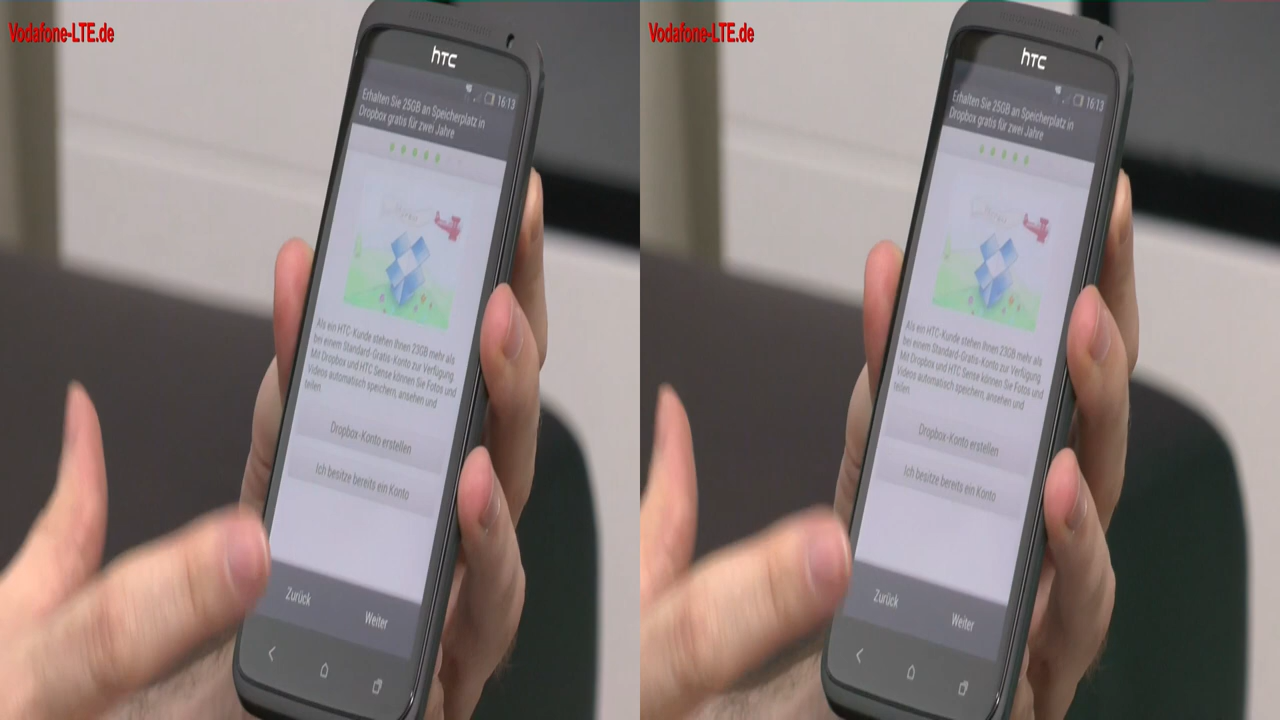 Vodafone-LTE.de
hTC
16:13
Erhalten Sie 25GB an Speicherplatz in
Dropbox gratis für zwei Jahre
Als ein HTC-Kunde stehen Ihnen 23GB mehr als
bei einem Standard-Gratis-Konto zur Verfügung.
Mit Dropbox und HTC Sense können Sie Fotos und
Videos automatisch speichern, ansehen und
teilen.
Dropbox-Konto erstellen
Ich besitze bereits ein Konto
Zurück
Weiter
Vodafone-LTE.de
hTC
16:13
Erhalten Sie 25GB an Speicherplatz in
Dropbox gratis für zwei Jahre
Als ein HTC-Kunde stehen Ihnen 23GB mehr als
bei einem Standard-Gratis-Konto zur Verfügung.
Mit Dropbox und HTC Sense können Sie Fotos und
Videos automatisch speichern, ansehen und
teilen.
Dropbox-Konto erstellen
Ich besitze bereits ein Konto
Zurück
Weiter